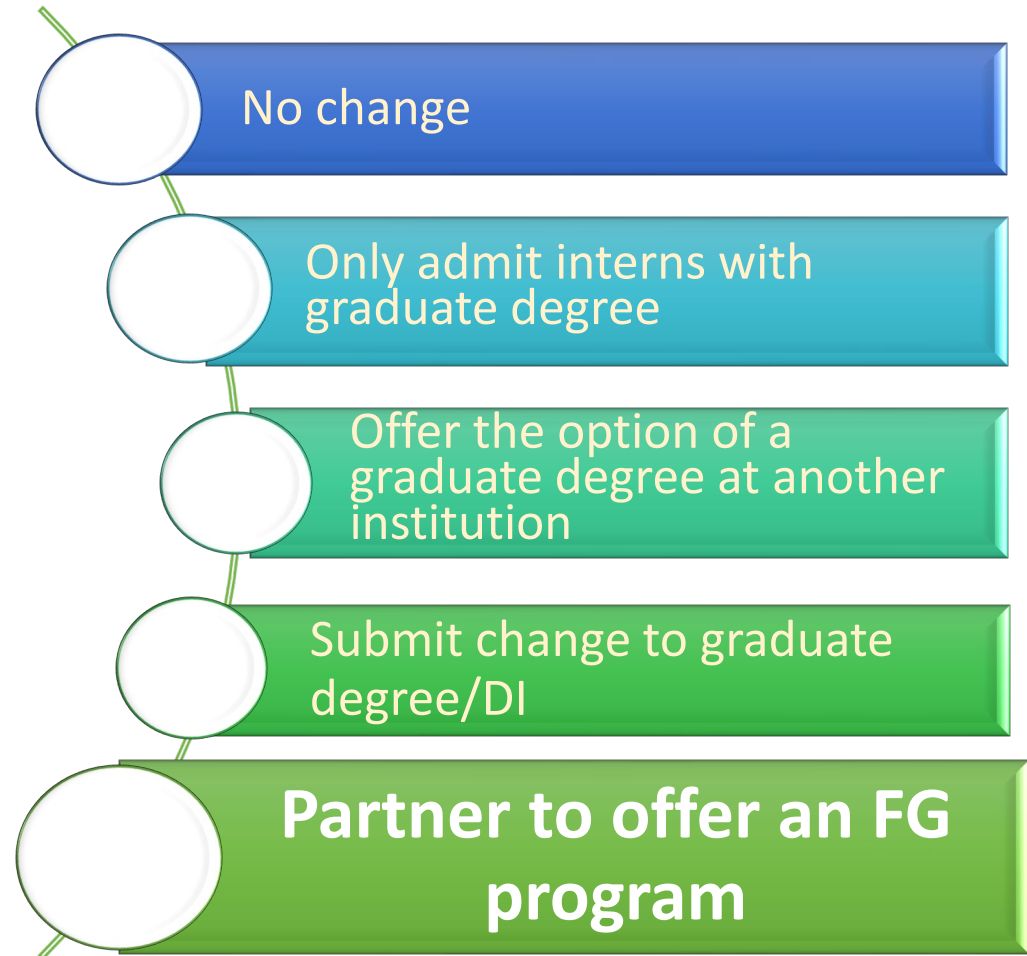 No change
Only admit interns with
graduate degree
Offer the option of a
graduate degree at another
institution
Submit change to graduate
degree/DI
Partner to offer an FG
program